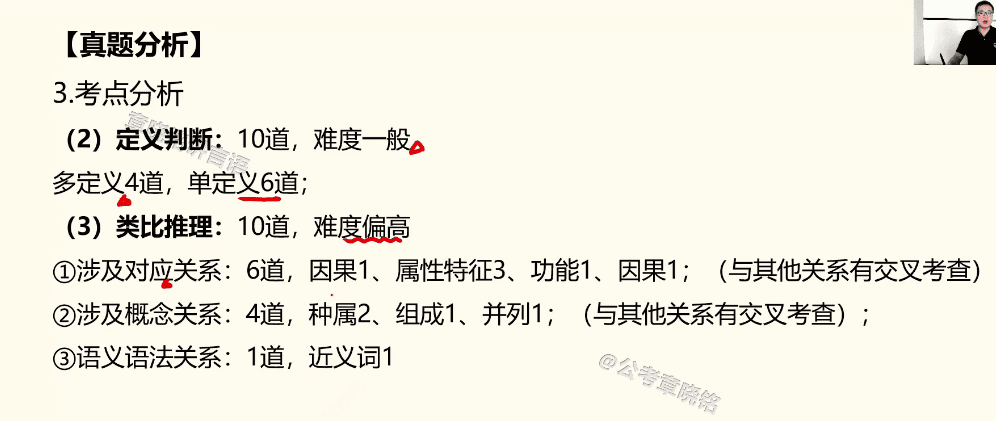 【真题分析】
3.考点分析
（2）定义判断：10道，难度一般
多定义4道，单定义6道；
（3）类比推理：10道，难度偏高
①涉及对应关系：6道，因果1、属性特征3、功能1、因果1；（与其他关系有交叉考查）
②涉及概念关系：4道，种属2、组成1、并列1；（与其他关系有交叉考查）；
③语义语法关系：1道，近义词1
@公考章晓铭